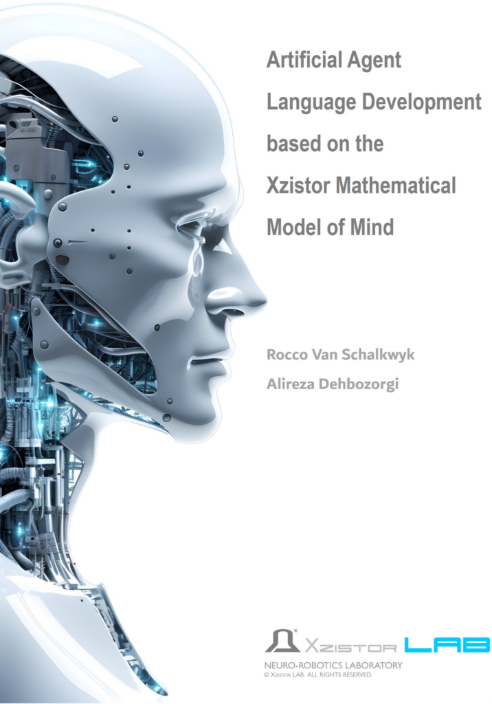 Artificial Agent
Language Development
based on the
Xzistor Mathematical
Model of Mind
Rocco Van Schalkwyk
Alireza Dehbozorgi
XZISTOR LAB
NEURO-ROBOTICS LABORATORY
© XZISTOR LAB. ALL RIGHTS RESERVED.